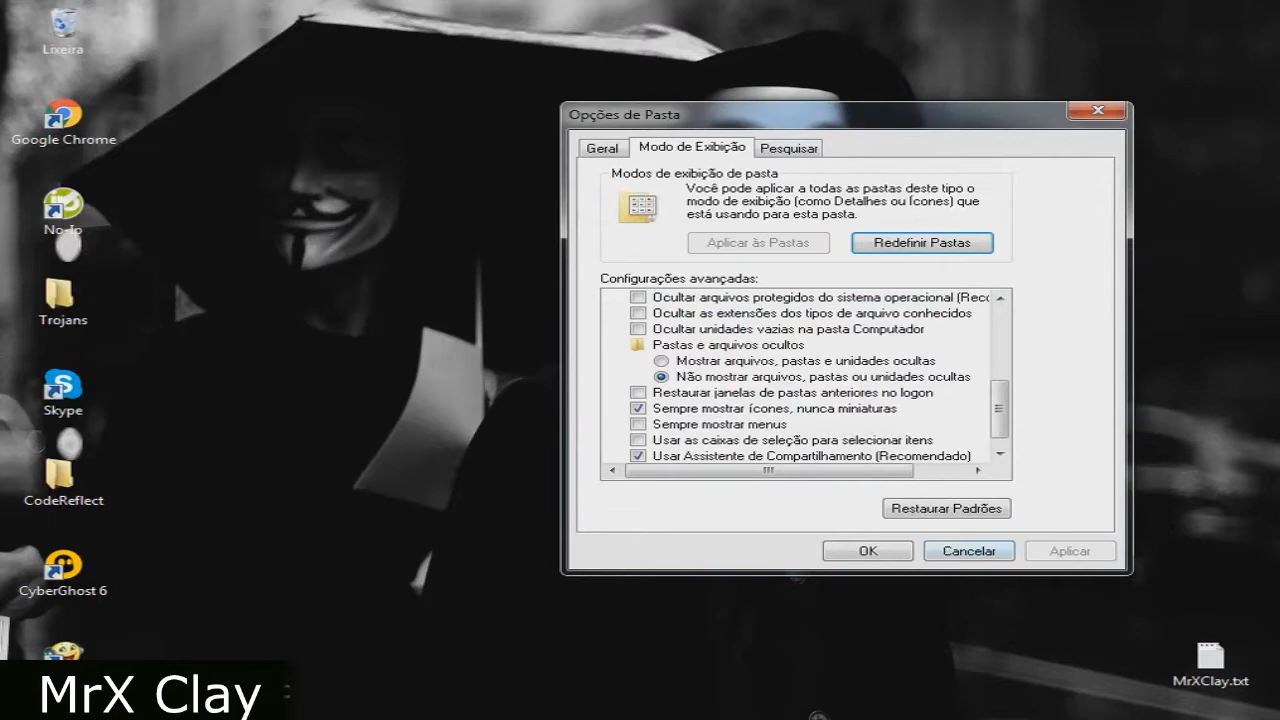 Lixeira
Google Chrome
No-Ip
Trojans
Skype
CodeReflect
CyberGhost 6
Opções de Pasta
Geral
Modo de Exibição
Pesquisar
Modos de exibição de pasta
Você pode aplicar a todas as pastas deste tipo o
modo de exibição (como Detalhes ou Ícones) que
está usando para esta pasta.
Aplicar às Pastas
Redefinir Pastas
Configurações avançadas:
Ocultar arquivos protegidos do sistema operacional (Rec
Ocultar as extensões dos tipos de arquivo conhecidos
Ocultar unidades vazias na pasta Computador
Pastas e arquivos ocultos
Mostrar arquivos, pastas e unidades ocultas
Não mostrar arquivos, pastas ou unidades ocultas
Restaurar janelas de pastas anteriores no logon
Sempre mostrar ícones, nunca miniaturas
Sempre mostrar menus
Usar as caixas de seleção para selecionar itens
Usar Assistente de Compartilhamento (Recomendado)
Restaurar Padrões
OK
Cancelar
Aplicar
MrXClay.txt
MrX Clay